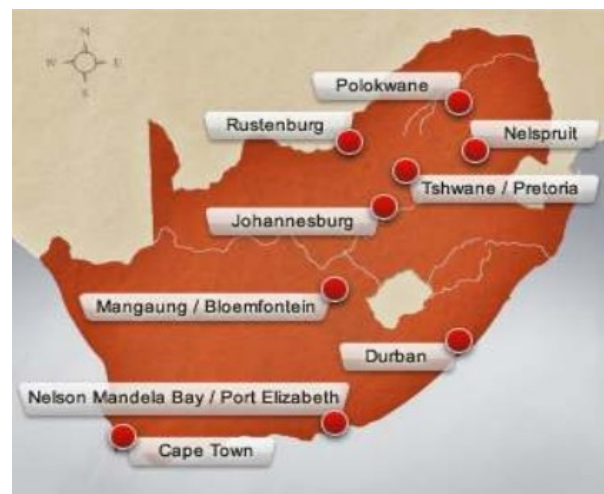 N
W E
S
Polokwane
Rustenburg
Nelspruit
Tshwane / Pretoria
Johannesburg
Mangaung / Bloemfontein
Durban
Nelson Mandela Bay / Port Elizabeth
Cape Town